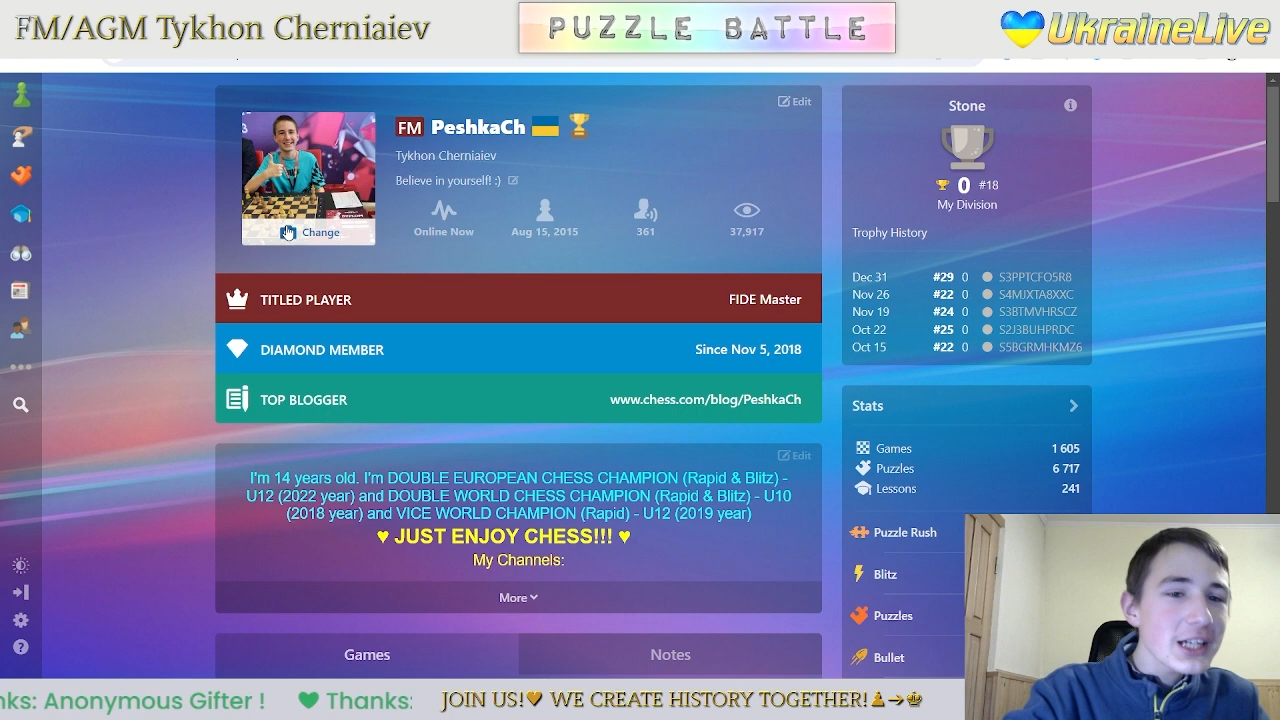 FM/AGM Tykhon Cherniaiev
PUZZLE BATTLE
UkraineLive
Edit
FM PeshkaCh
Tykhon Cherniaiev
Believe in yourself! :)
Change
Online Now
Aug 15, 2015
361
37,917
TITLED PLAYER
FIDE Master
DIAMOND MEMBER
Since Nov 5, 2018
TOP BLOGGER
www.chess.com/blog/PeshkaCh
Edit
I'm 14 years old. I'm DOUBLE EUROPEAN CHESS CHAMPION (Rapid & Blitz) -
U12 (2022 year) and DOUBLE WORLD CHESS CHAMPION (Rapid & Blitz) - U10
(2018 year) and VICE WORLD CHAMPION (Rapid) - U12 (2019 year)
♥ JUST ENJOY CHESS!!! ♥
My Channels:
More
Games
Notes
Stone
0 #18
My Division
Trophy History
Dec 31 #29 0 S3PPTCFO5R8
Nov 26 #22 0 S4MJXTA8XXC
Nov 19 #24 0 S3BTMVHRSCZ
Oct 22 #25 0 S2J3BUHPRDC
Oct 15 #22 0 S5BGRMHKMZ6
Stats
Games 1 605
Puzzles 6 717
Lessons 241
Puzzle Rush
Blitz
Puzzles
Bullet
nks: Anonymous Gifter !
Thanks:
JOIN US!♥ WE CREATE HISTORY TOGETHER!♟→♚